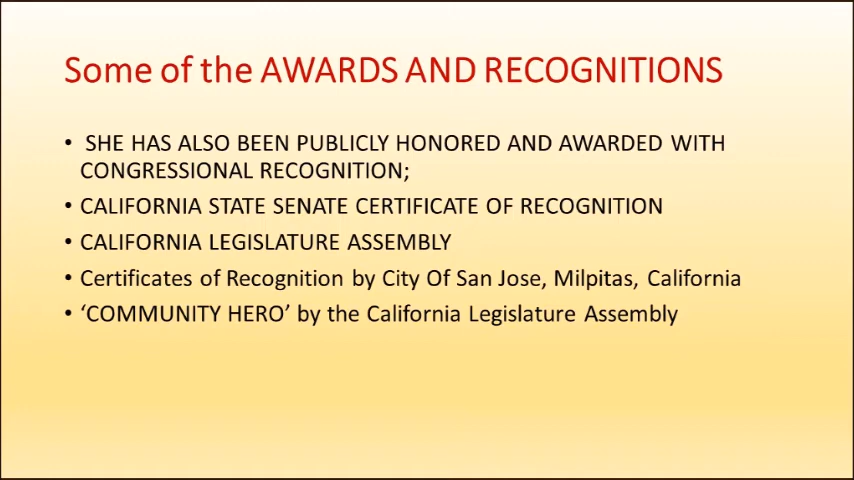 Some of the AWARDS AND RECOGNITIONS
• SHE HAS ALSO BEEN PUBLICLY HONORED AND AWARDED WITH
CONGRESSIONAL RECOGNITION;
• CALIFORNIA STATE SENATE CERTIFICATE OF RECOGNITION
• CALIFORNIA LEGISLATURE ASSEMBLY
• Certificates of Recognition by City Of San Jose, Milpitas, California
• ‘COMMUNITY HERO’ by the California Legislature Assembly